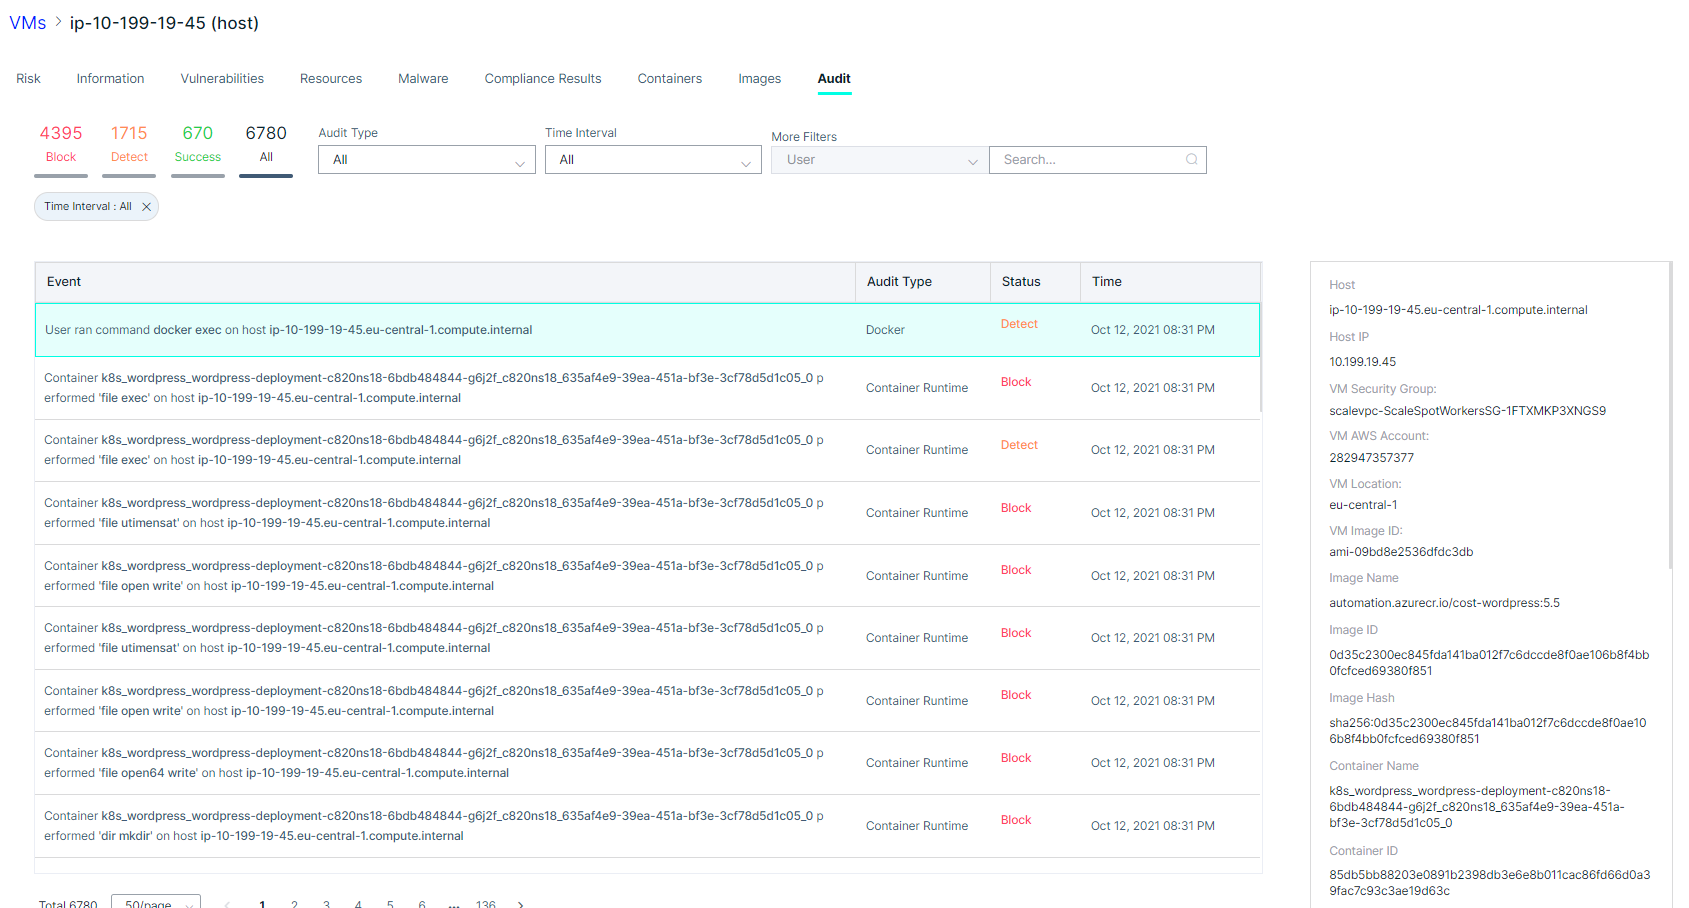 VMs > ip-10-199-19-45 (host)
Risk Information Vulnerabilities Resources Malware Compliance Results Containers Images Audit
4395 1715 670 6780
Block Detect Success All
Audit Type Time Interval More Filters
All All User Search...
Time Interval : All
Event Audit Type Status Time
User ran command docker exec on host ip-10-199-19-45.eu-central-1.compute.internal Docker Detect Oct 12, 2021 08:31 PM
Container k8s_wordpress_wordpress-deployment-c820ns18-6bdb484844-g6j2f_c820ns18_635af4e9-39ea-451a-bf3e-3cf78d5d1c05_0 p
erformed 'file exec' on host ip-10-199-19-45.eu-central-1.compute.internal Container Runtime Block Oct 12, 2021 08:31 PM
Container k8s_wordpress_wordpress-deployment-c820ns18-6bdb484844-g6j2f_c820ns18_635af4e9-39ea-451a-bf3e-3cf78d5d1c05_0 p
erformed 'file exec' on host ip-10-199-19-45.eu-central-1.compute.internal Container Runtime Detect Oct 12, 2021 08:31 PM
Container k8s_wordpress_wordpress-deployment-c820ns18-6bdb484844-g6j2f_c820ns18_635af4e9-39ea-451a-bf3e-3cf78d5d1c05_0 p
erformed 'file utimensat' on host ip-10-199-19-45.eu-central-1.compute.internal Container Runtime Block Oct 12, 2021 08:31 PM
Container k8s_wordpress_wordpress-deployment-c820ns18-6bdb484844-g6j2f_c820ns18_635af4e9-39ea-451a-bf3e-3cf78d5d1c05_0 p
erformed 'file open write' on host ip-10-199-19-45.eu-central-1.compute.internal Container Runtime Block Oct 12, 2021 08:31 PM
Container k8s_wordpress_wordpress-deployment-c820ns18-6bdb484844-g6j2f_c820ns18_635af4e9-39ea-451a-bf3e-3cf78d5d1c05_0 p
erformed 'file utimensat' on host ip-10-199-19-45.eu-central-1.compute.internal Container Runtime Block Oct 12, 2021 08:31 PM
Container k8s_wordpress_wordpress-deployment-c820ns18-6bdb484844-g6j2f_c820ns18_635af4e9-39ea-451a-bf3e-3cf78d5d1c05_0 p
erformed 'file open write' on host ip-10-199-19-45.eu-central-1.compute.internal Container Runtime Block Oct 12, 2021 08:31 PM
Container k8s_wordpress_wordpress-deployment-c820ns18-6bdb484844-g6j2f_c820ns18_635af4e9-39ea-451a-bf3e-3cf78d5d1c05_0 p
erformed 'file open64 write' on host ip-10-199-19-45.eu-central-1.compute.internal Container Runtime Block Oct 12, 2021 08:31 PM
Container k8s_wordpress_wordpress-deployment-c820ns18-6bdb484844-g6j2f_c820ns18_635af4e9-39ea-451a-bf3e-3cf78d5d1c05_0 p
erformed 'dir mkdir' on host ip-10-199-19-45.eu-central-1.compute.internal Container Runtime Block Oct 12, 2021 08:31 PM
Total 6780 50/page < 1 2 3 4 5 6 ... 136 >
Host
ip-10-199-19-45.eu-central-1.compute.internal
Host IP
10.199.19.45
VM Security Group:
scalevpc-ScaleSpotWorkersSG-1FTXMKP3XNGS9
VM AWS Account:
282947357377
VM Location:
eu-central-1
VM Image ID:
ami-09bd8e2536dfdc3db
Image Name
automation.azurecr.io/cost-wordpress:5.5
Image ID
0d35c2300ec845fda141ba012f7c6dccde8f0ae106b8f4bb
0fcfced69380f851
Image Hash
sha256:0d35c2300ec845fda141ba012f7c6dccde8f0ae10
6b8f4bb0fcfced69380f851
Container Name
k8s_wordpress_wordpress-deployment-c820ns18-
6bdb484844-g6j2f_c820ns18_635af4e9-39ea-451a-
bf3e-3cf78d5d1c05_0
Container ID
85db5bb88203e0891b2398db3e6e8b011cac86fd66d0a3
9fac7c93c3ae19d63c